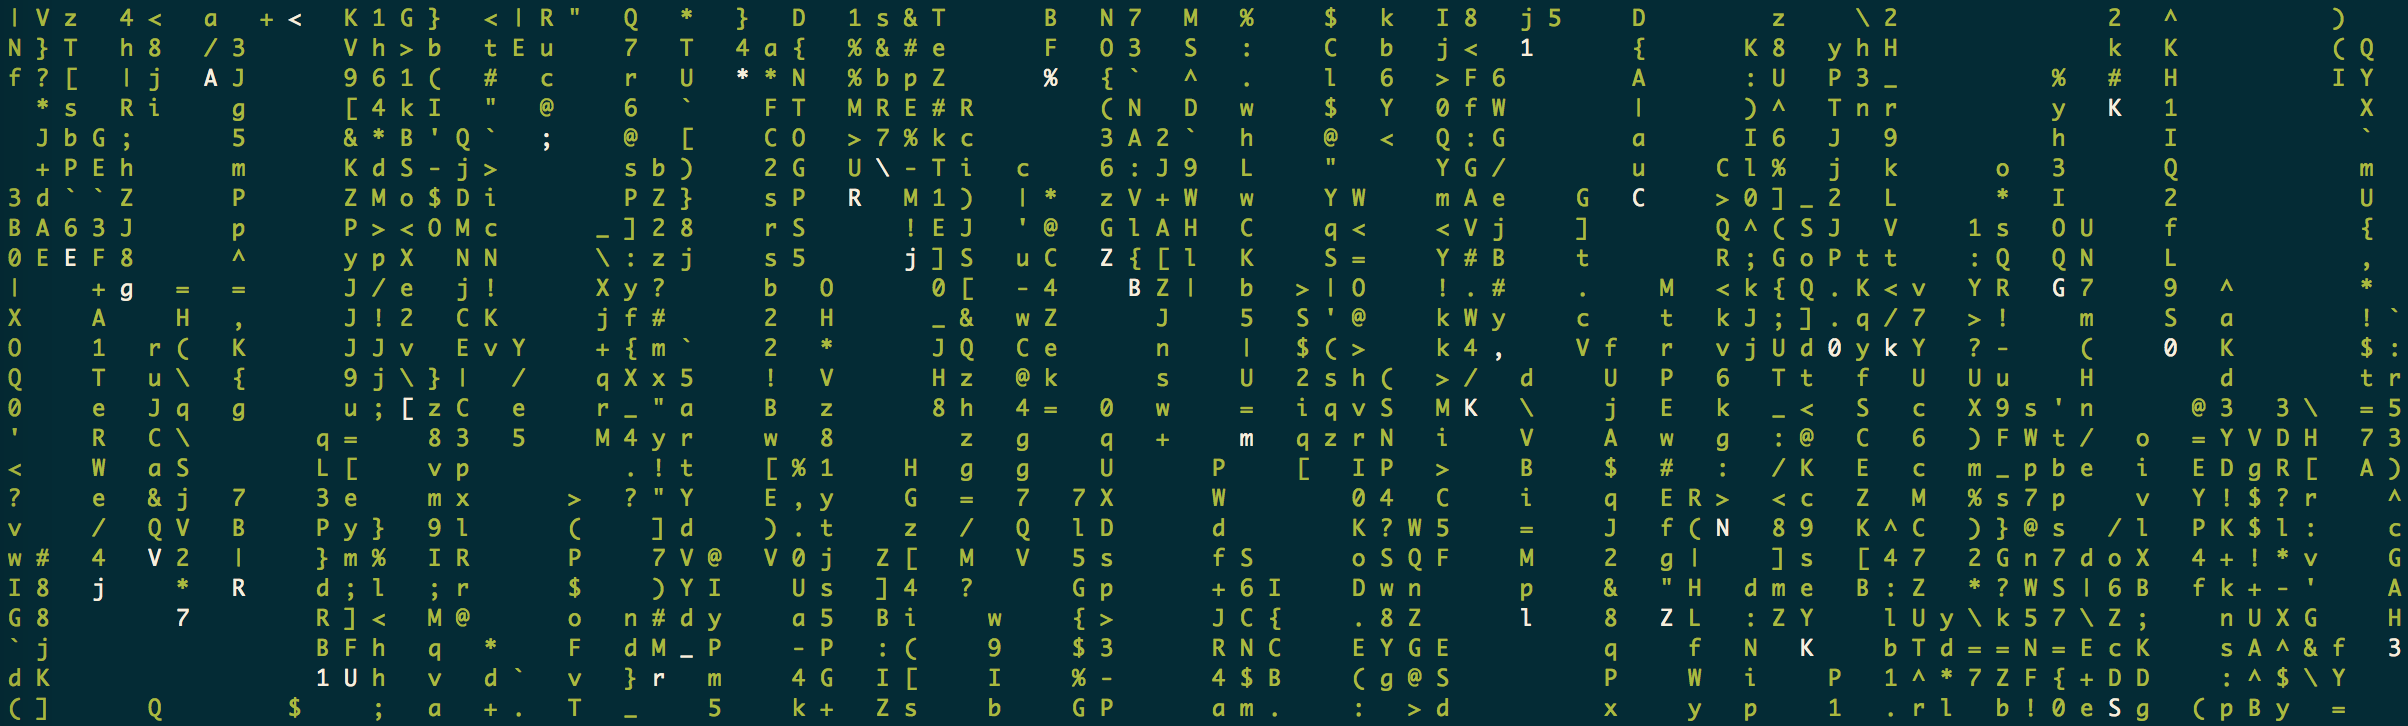 | V z 4 < a + < K 1 G } < | R " Q * } D 1 s & T B N 7 M % $ k I 8 j 5 D z \ 2 2 ^ )
N } T h 8 / 3 V h > b t E u 7 T 4 a { % & # e F O 3 S : C b j < 1 { K 8 y h H k K ( Q
f ? [ | j A J 9 6 1 ( # c r U * * N % b p Z % { ` ^ . l 6 > F 6 A : U P 3 _ % # H I Y
* s R i g [ 4 k I " @ 6 ` F T M R E # R ( N D w $ Y 0 f W | ) ^ T n r y K 1 X
J b G ; 5 & * B ' Q ` ; @ [ C O > 7 % k c 3 A 2 ` h @ < Q : G a I 6 J 9 h I `
+ P E h m K d S - j > s b ) 2 G U \ - T i c 6 : J 9 L " Y G / u C l % j k o 3 Q m
3 d ` ` Z P Z M o $ D i P Z } s P R M 1 ) | * z V + W w Y W m A e G C > 0 ] _ 2 L * I 2 U
B A 6 3 J p P > < O M c _ ] 2 8 r S ! E J ' @ G l A H C q < < V j ] Q ^ ( S J V 1 s O U f {
0 E E F 8 ^ y p X N N \ : z j s 5 j ] S u C Z { [ l K S = Y # B t R ; G o P t t : Q Q N L ,
| + g = = J / e j ! X y ? b O 0 [ - 4 B Z | b > | O ! . # . M < k { Q . K < v Y R G 7 9 ^ *
X A H , J ! 2 C K j f # 2 H _ & w Z J 5 S ' @ k W y c t k J ; ] . q / 7 > ! m S a ! `
O 1 r ( K J J v E v Y + { m ` 2 * J Q C e n | $ ( > k 4 , V f r v j U d 0 y k Y ? - ( 0 K $ :
Q T u \ { 9 j \ } | / q X x 5 ! V H z @ k s U 2 s h ( > / d U P 6 T t f U U u H d t r
0 e J q g u ; [ z C e r _ " a B z 8 h 4 = 0 w = i q v S M K \ j E k _ < S c X 9 s ' n @ 3 3 \ = 5
' R C \ q = 8 3 5 M 4 y r w 8 z g q + m q z r N i V A w g : @ C 6 ) F W t / o = Y V D H 7 3
< W a S L [ v p . ! t [ % 1 H g g U P [ I P > B $ # : / K E c m _ p b e i E D g R [ A )
? e & j 7 3 e m x > ? " Y E , y G = 7 7 X W 0 4 C i q E R > < c Z M % s 7 p v Y ! $ ? r ^
v / Q V B P y } 9 l ( ] d ) . t z / Q l D d K ? W 5 = J f ( N 8 9 K ^ C ) } @ s / l P K $ l : c
w # 4 V 2 | } m % I R P 7 V @ V 0 j Z [ M V 5 s f S o S Q F M 2 g | ] s [ 4 7 2 G n 7 d o X 4 + ! * v G
I 8 j * R d ; l ; r $ ) Y I U s ] 4 ? G p + 6 I D w n p & " H d m e B : Z * ? W S | 6 B f k + - ' A
G 8 7 R ] < M @ o n # d y a 5 B i w { > J C { . 8 Z l 8 Z L : Z Y l U y \ k 5 7 \ Z ; n U X G H
` j B F h q * F d M _ P - P : ( 9 $ 3 R N C E Y G E q f N K b T d = = N = E c K s A ^ & f 3
d K 1 U h v d ` v } r m 4 G I [ I % - 4 $ B ( g @ S P W i P 1 ^ * 7 Z F { + D D : ^ $ \ Y
( ] Q $ ; a + . T _ 5 k + Z s b G P a m . : > d x y p 1 . r l b ! 0 e S g ( p B y =